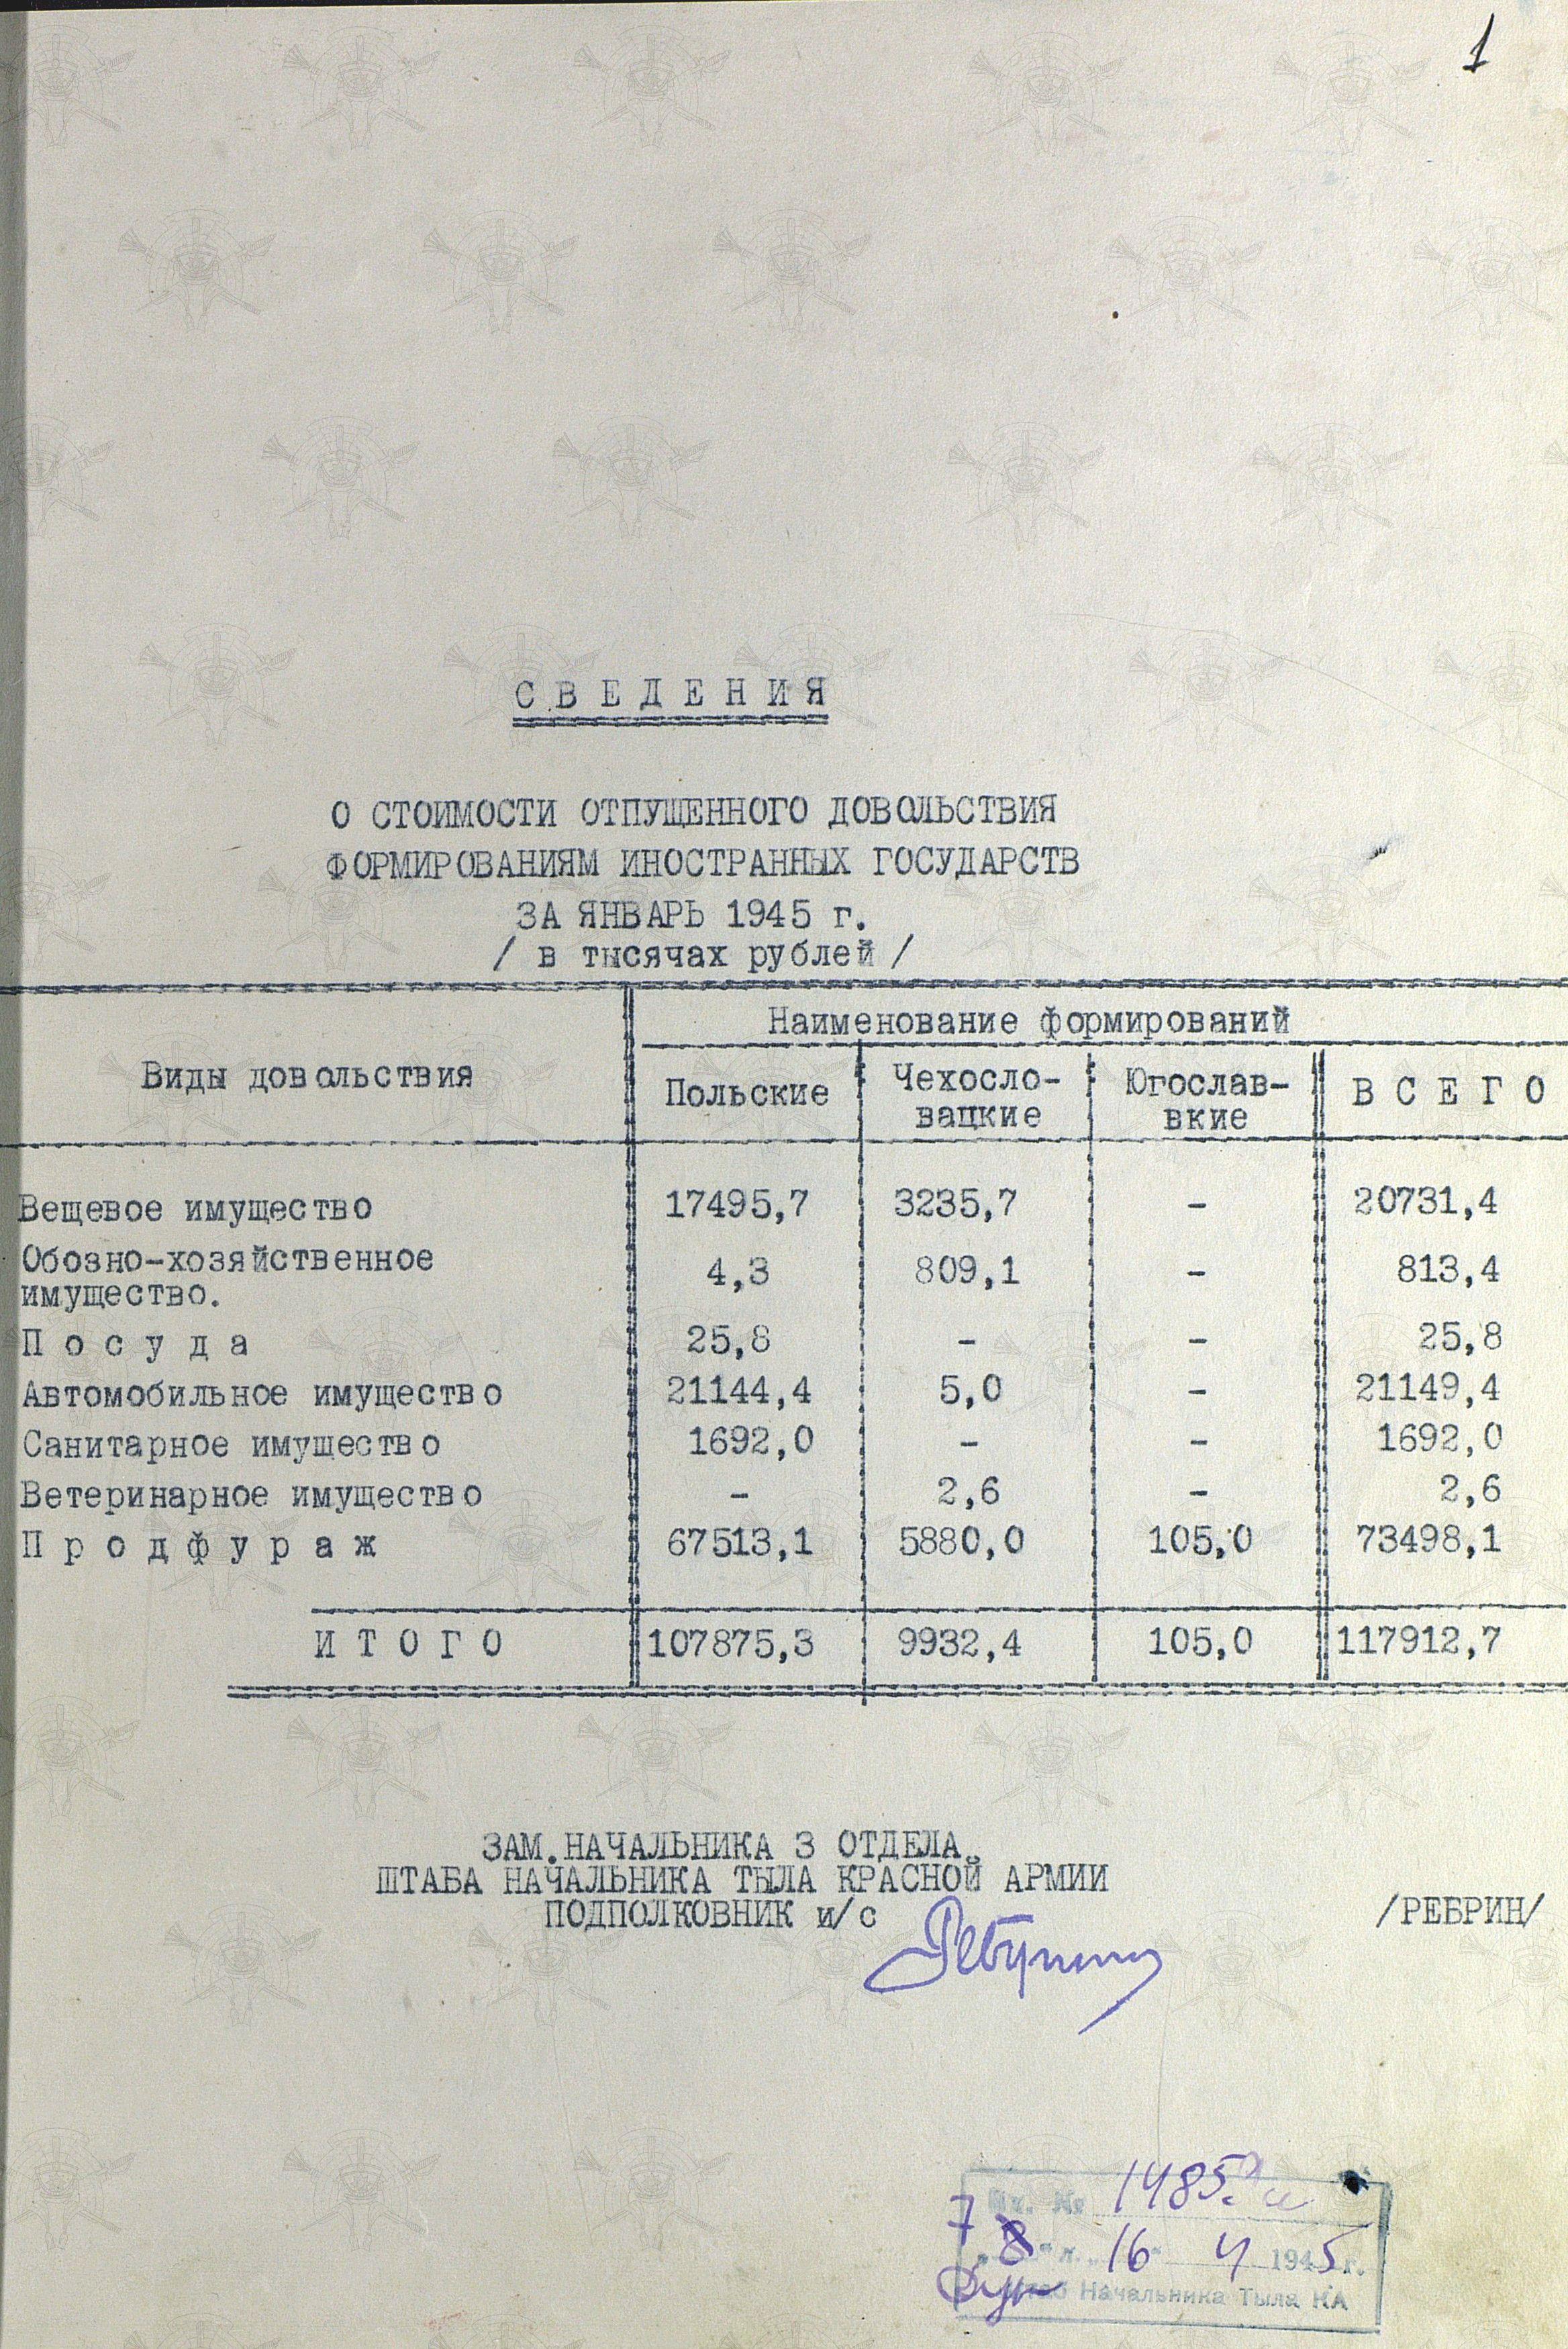 1
СВЕДЕНИЯ
О СТОИМОСТИ ОТПУЩЕННОГО ДОВОЛЬСТВИЯ
ФОРМИРОВАНИЯМ ИНОСТРАННЫХ ГОСУДАРСТВ
ЗА ЯНВАРЬ 1945 г.
/ в тысячах рублей /
Виды довольствия
Наименование формирований
Польские Чехосло- Югослав- ВСЕГО
вацкие вкие
Вещевое имущество 17495,7 3235,7 - 20731,4
Обозно-хозяйственное
имущество. 4,3 809,1 - 813,4
Посуда 25,8 - - 25,8
Автомобильное имущество 21144,4 5,0 - 21149,4
Санитарное имущество 1692,0 - - 1692,0
Ветеринарное имущество - 2,6 - 2,6
Продфураж 67513,1 5880,0 105,0 73498,1
ИТОГО 107875,3 9932,4 105,0 117912,7
ЗАМ.НАЧАЛЬНИКА 3 ОТДЕЛА
ШТАБА НАЧАЛЬНИКА ТЫЛА КРАСНОЙ АРМИИ
ПОДПОЛКОВНИК и/с /РЕБРИН/
№ 1485
7 8 16 4 1945 г.
Штаб Начальника Тыла КА